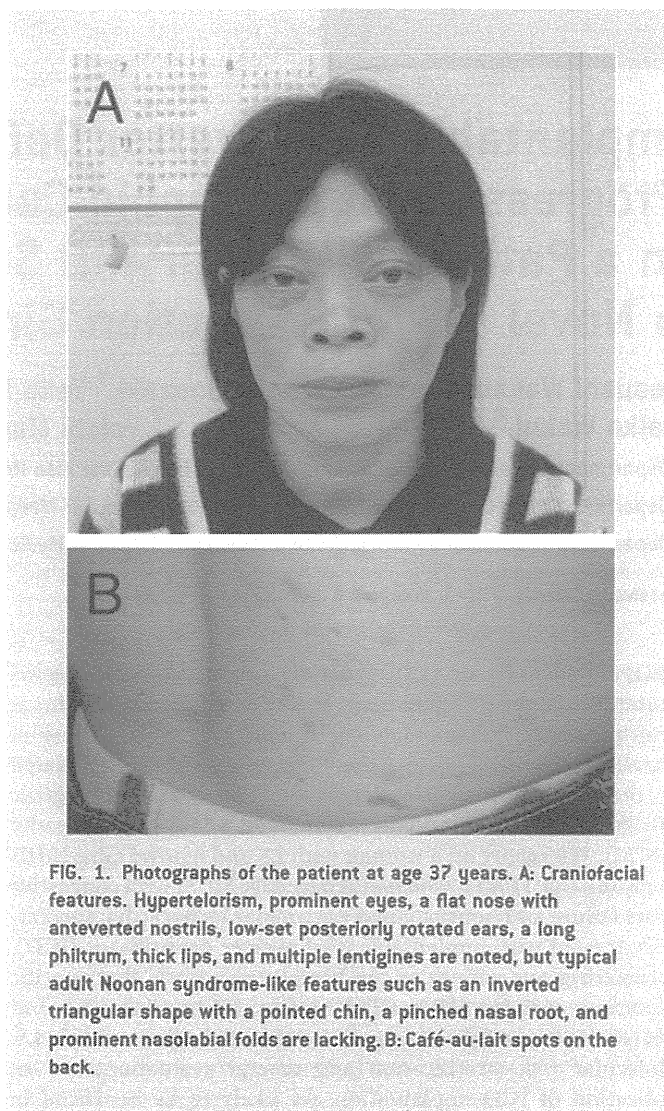 A
7
8
11
B
FIG. 1. Photographs of the patient at age 37 years. A: Craniofacial
features. Hypertelorism, prominent eyes, a flat nose with
anteverted nostrils, low-set posteriorly rotated ears, a long
philtrum, thick lips, and multiple lentigines are noted, but typical
adult Noonan syndrome-like features such as an inverted
triangular shape with a pointed chin, a pinched nasal root, and
prominent nasolabial folds are lacking. B: Café-au-lait spots on the
back.